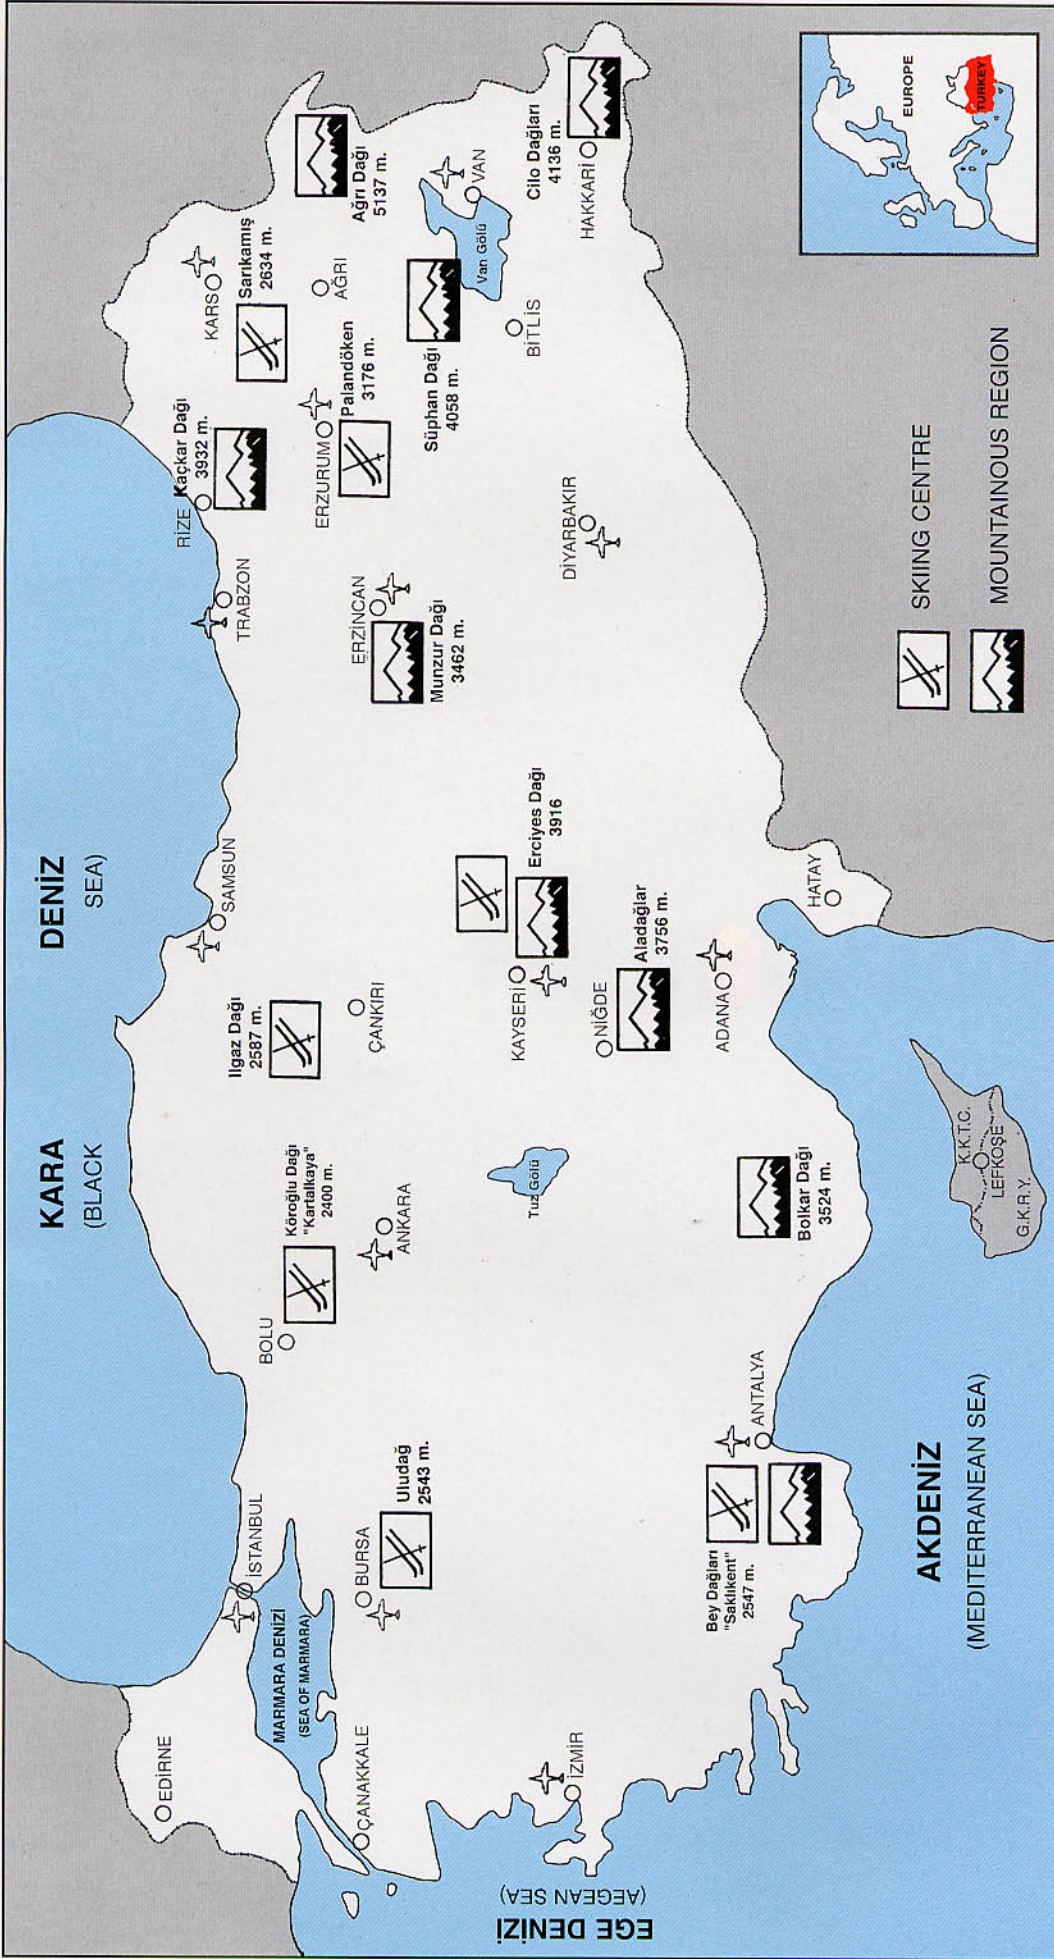 KARA DENİZ
(BLACK SEA)
EGE DENİZİ
(AEGEAN SEA)
AKDENİZ
(MEDITERRANEAN SEA)
MARMARA DENİZİ
(SEA OF MARMARA)
EDİRNE
İSTANBUL
ÇANAKKALE
BURSA
Uludağ
2543 m.
İZMİR
BOLU
Köroğlu Dağı
"Kartalkaya"
2400 m.
ANKARA
Ilgaz Dağı
2587 m.
ÇANKIRI
SAMSUN
Tuz Gölü
KAYSERİ
Erciyes Dağı
3916
NİĞDE
Aladağlar
3756 m.
ADANA
HATAY
Bolkar Dağı
3524 m.
ANTALYA
Bey Dağları
"Saklıkent"
2547 m.
TRABZON
RİZE
Kaçkar Dağı
3932 m.
ERZİNCAN
Munzur Dağı
3462 m.
ERZURUM
Palandöken
3176 m.
KARS
Sarıkamış
2634 m.
AĞRI
Ağrı Dağı
5137 m.
Süphan Dağı
4058 m.
Van Gölü
VAN
BİTLİS
DİYARBAKIR
Cilo Dağları
4136 m.
HAKKARİ
K.K.T.C.
LEFKOŞE
G.K.R.Y.
SKIING CENTRE
MOUNTAINOUS REGION
EUROPE
TURKEY